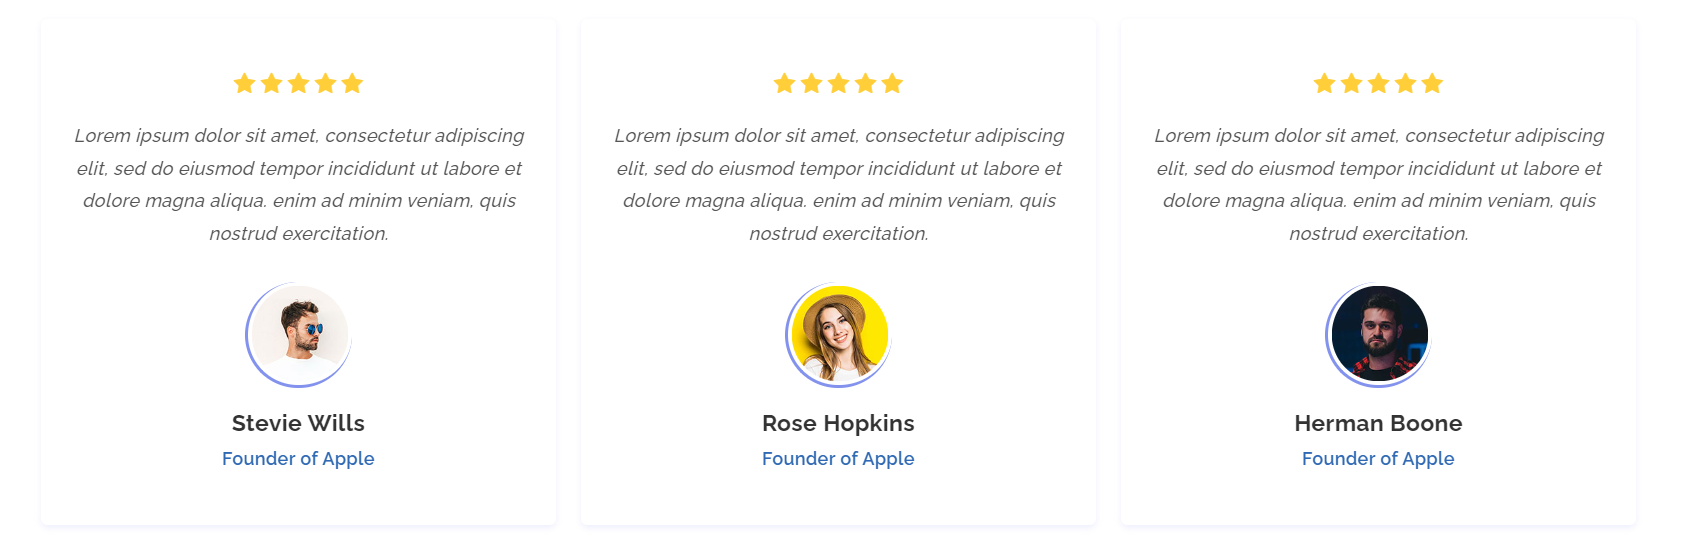 Lorem ipsum dolor sit amet, consectetur adipiscing
elit, sed do eiusmod tempor incididunt ut labore et
dolore magna aliqua. enim ad minim veniam, quis
nostrud exercitation.
Stevie Wills
Founder of Apple
Lorem ipsum dolor sit amet, consectetur adipiscing
elit, sed do eiusmod tempor incididunt ut labore et
dolore magna aliqua. enim ad minim veniam, quis
nostrud exercitation.
Rose Hopkins
Founder of Apple
Lorem ipsum dolor sit amet, consectetur adipiscing
elit, sed do eiusmod tempor incididunt ut labore et
dolore magna aliqua. enim ad minim veniam, quis
nostrud exercitation.
Herman Boone
Founder of Apple